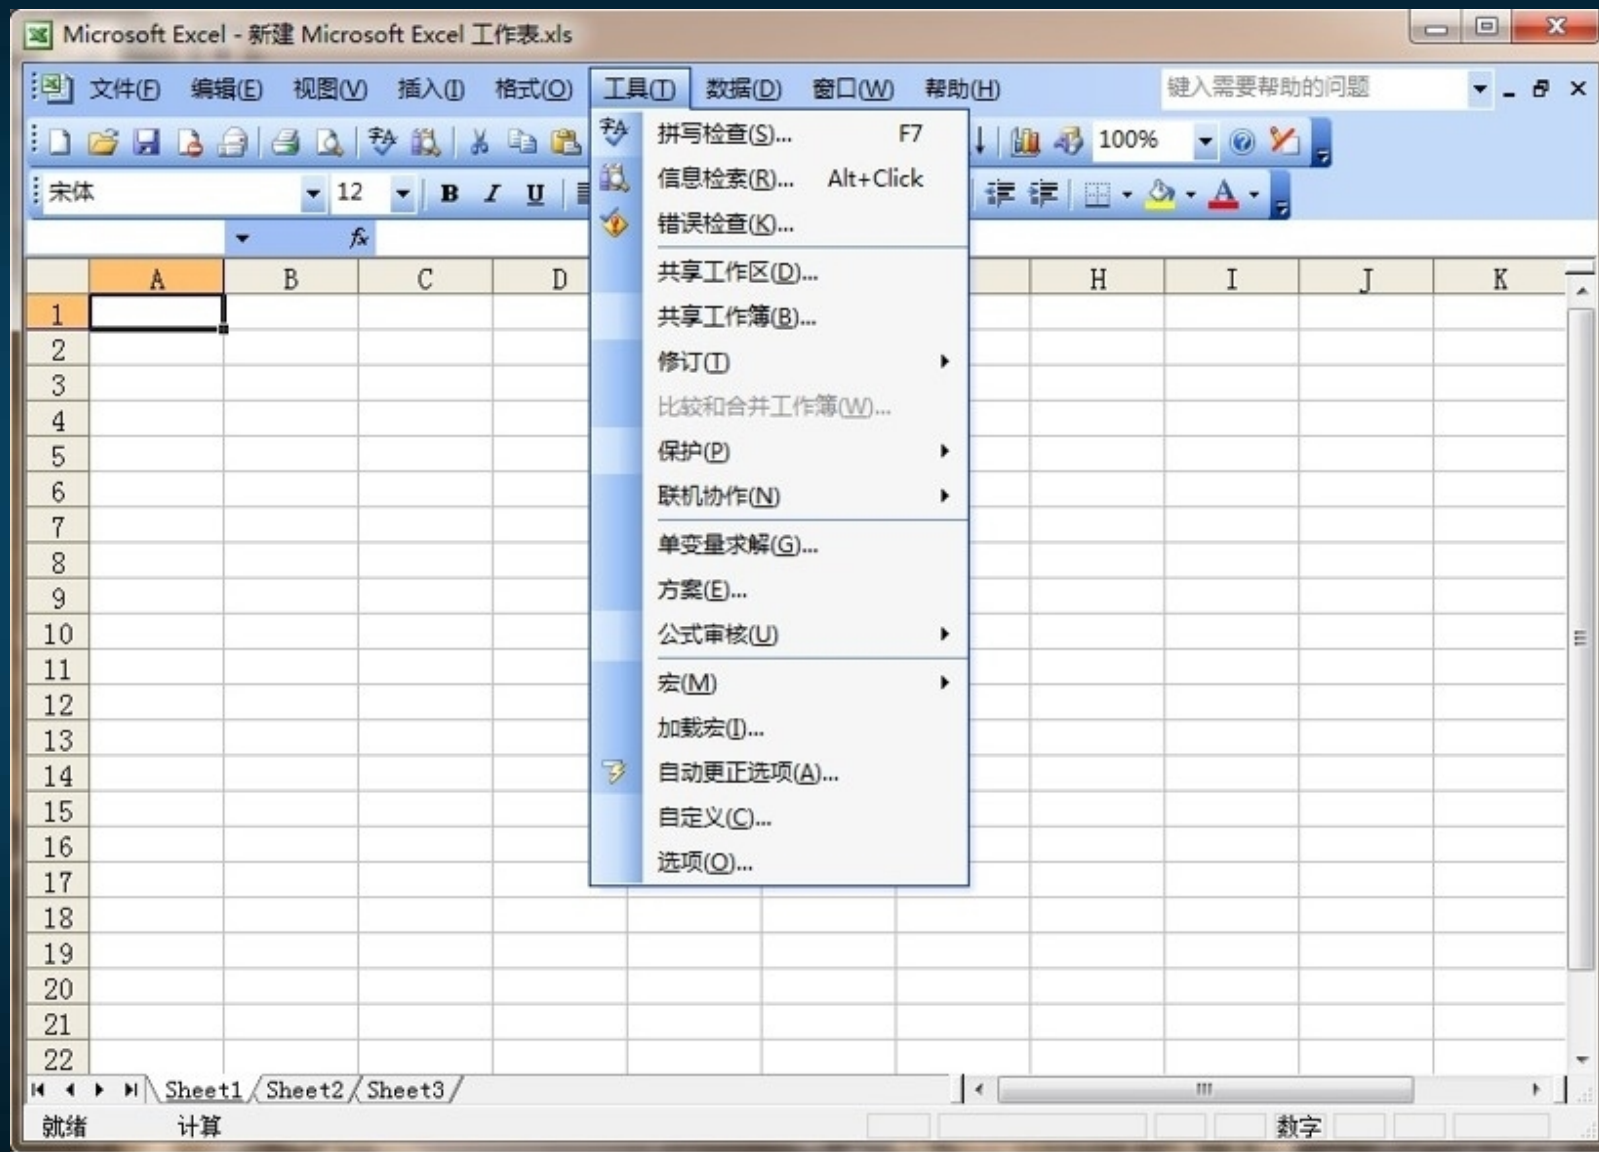 Microsoft Excel - 新建 Microsoft Excel 工作表.xls
文件(F) 编辑(E) 视图(V) 插入(I) 格式(O) 工具(T) 数据(D) 窗口(W) 帮助(H) 键入需要帮助的问题
100%
宋体 12 B I U A
fx
拼写检查(S)... F7
信息检索(R)... Alt+Click
错误检查(K)...
共享工作区(D)...
共享工作簿(B)...
修订(T)
比较和合并工作簿(W)...
保护(P)
联机协作(N)
单变量求解(G)...
方案(E)...
公式审核(U)
宏(M)
加载宏(I)...
自动更正选项(A)...
自定义(C)...
选项(O)...
A B C D H I J K
1
2
3
4
5
6
7
8
9
10
11
12
13
14
15
16
17
18
19
20
21
22
Sheet1 Sheet2 Sheet3
就绪 计算 数字